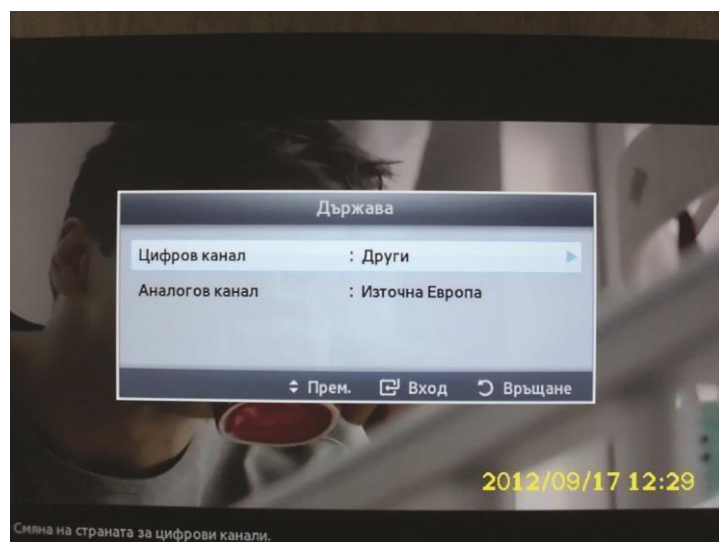 Държава
Цифров канал : Други
Аналогов канал : Източна Европа
Прем. Вход Връщане
2012/09/17 12:29
Смяна на страната за цифрови канали.